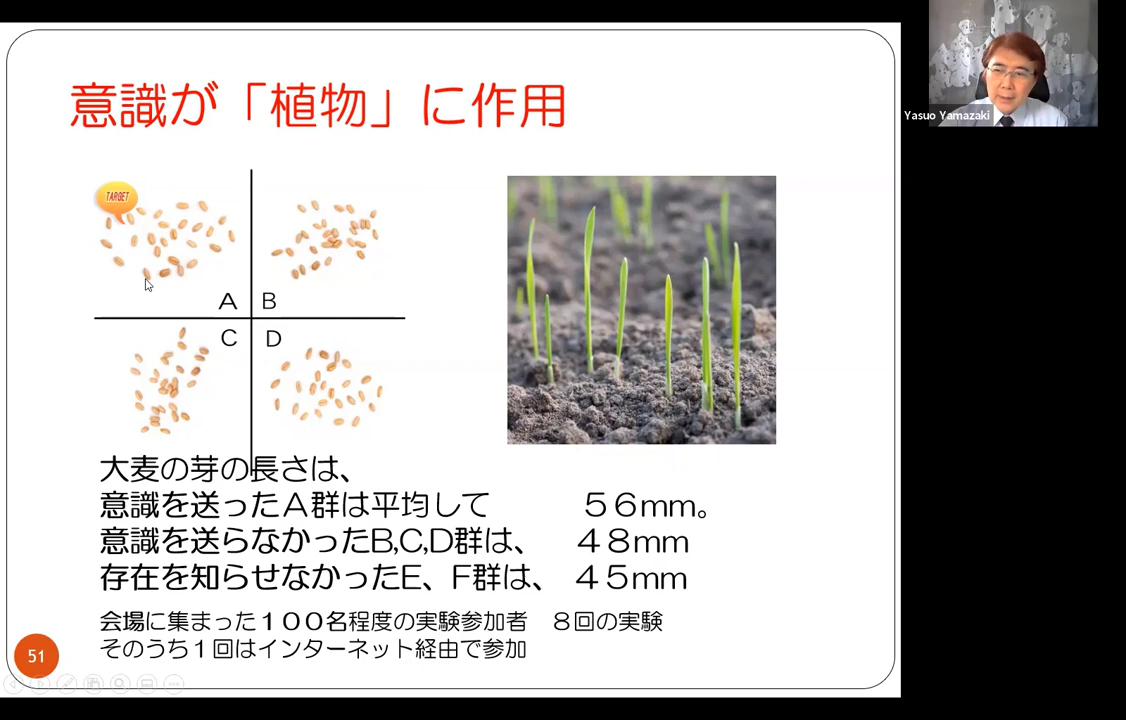 意識が「植物」に作用
Yasuo Yamazaki
TARGET
A B
C D
大麦の芽の長さは、
意識を送ったA群は平均して　５６mm。
意識を送らなかったB,C,D群は、　４８mm
存在を知らせなかったE、F群は、　４５mm
会場に集まった１００名程度の実験参加者　８回の実験
そのうち１回はインターネット経由で参加
51